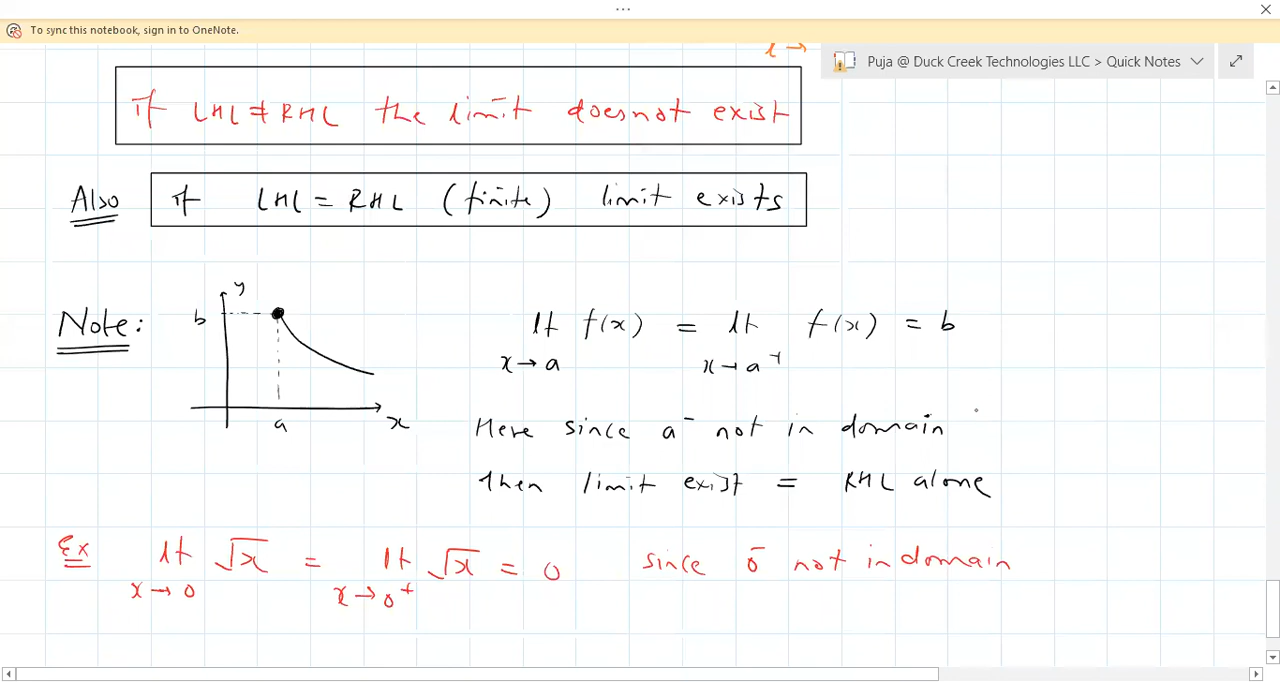 ...
To sync this notebook, sign in to OneNote.
Puja @ Duck Creek Technologies LLC > Quick Notes
If LHL ≠ RHL the limit doesnot exist
Also If LHL = RHL (finite) limit exists
Note:
y
b
a
x
lt f(x) = lt f(x) = b
x → a x → a⁺
Here since a⁻ not in domain
then limit exist = RHL alone
Ex lt √x = lt √x = 0 since 0⁻ not in domain
x → 0 x → 0⁺